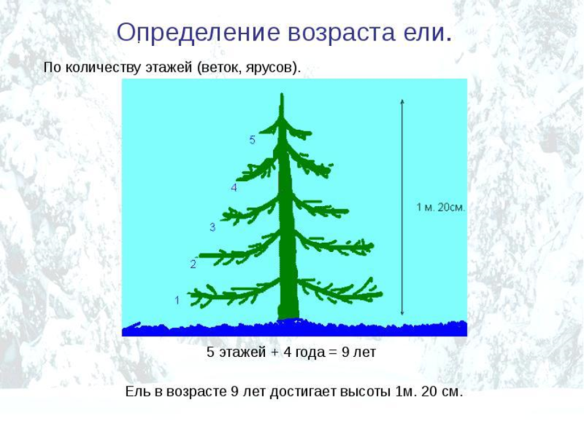 Определение возраста ели.
По количеству этажей (веток, ярусов).
5
4
3
1 м. 20см.
2
1
5 этажей + 4 года = 9 лет
Ель в возрасте 9 лет достигает высоты 1м. 20 см.